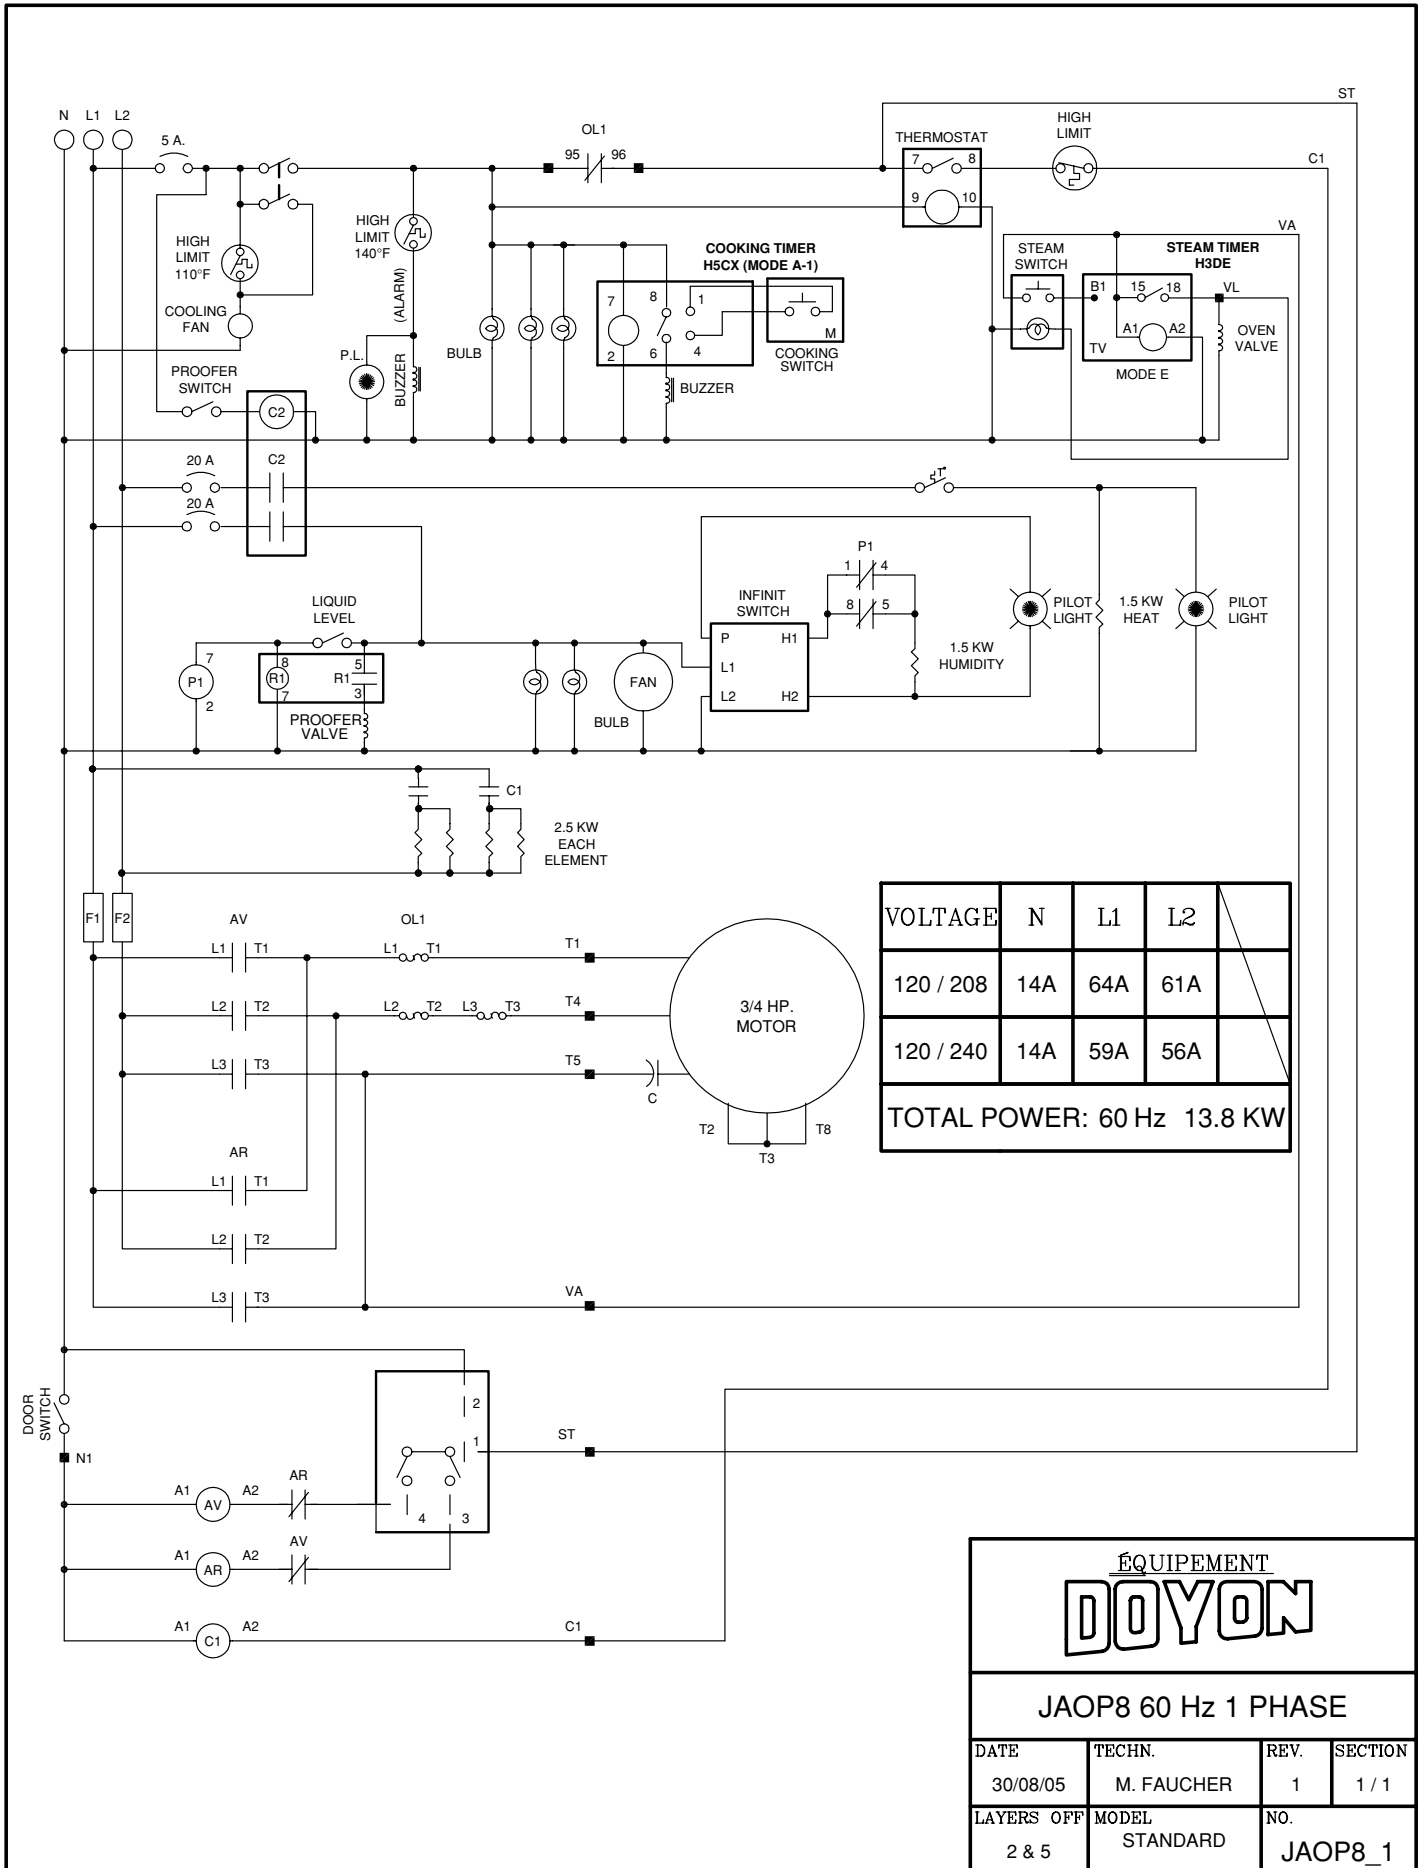 ST
N L1 L2
5 A.
OL1
95 96
THERMOSTAT
7 8
9 10
HIGH
LIMIT
C1
HIGH
LIMIT
110°F
HIGH
LIMIT
140°F
(ALARM)
COOLING
FAN
COOKING TIMER
H5CX (MODE A-1)
7 8 1
2 6 4
M
COOKING
SWITCH
BUZZER
VA
STEAM
SWITCH
STEAM TIMER
H3DE
B1 15 18 VL
A1 A2
TV
MODE E
OVEN
VALVE
P.L.
BUZZER
BULB
PROOFER
SWITCH
C2
C2
20 A
20 A
T°
P1
1 4
8 5
INFINIT
SWITCH
P H1
L1
L2 H2
1.5 KW
HUMIDITY
PILOT
LIGHT
1.5 KW
HEAT
PILOT
LIGHT
LIQUID
LEVEL
7
P1
2
8
R1
7
5
R1
3
PROOFER
VALVE
BULB
FAN
C1
2.5 KW
EACH
ELEMENT
F1 F2
AV
OL1
L1 T1
L1 T1
T1
L2 T2
L2 T2 L3 T3
T4
L3 T3
T5
C
3/4 HP.
MOTOR
T2 T8
T3
VOLTAGE N L1 L2
120 / 208 14A 64A 61A
120 / 240 14A 59A 56A
TOTAL POWER: 60 Hz 13.8 KW
AR
L1 T1
L2 T2
L3 T3
VA
DOOR
SWITCH
N1
2
1
4 3
ST
A1 AV A2
AR
A1 AR A2
AV
A1 C1 A2
C1
ÉQUIPEMENT
DOYON
JAOP8 60 Hz 1 PHASE
DATE TECHN. REV. SECTION
30/08/05 M. FAUCHER 1 1 / 1
LAYERS OFF MODEL NO.
2 & 5 STANDARD JAOP8_1